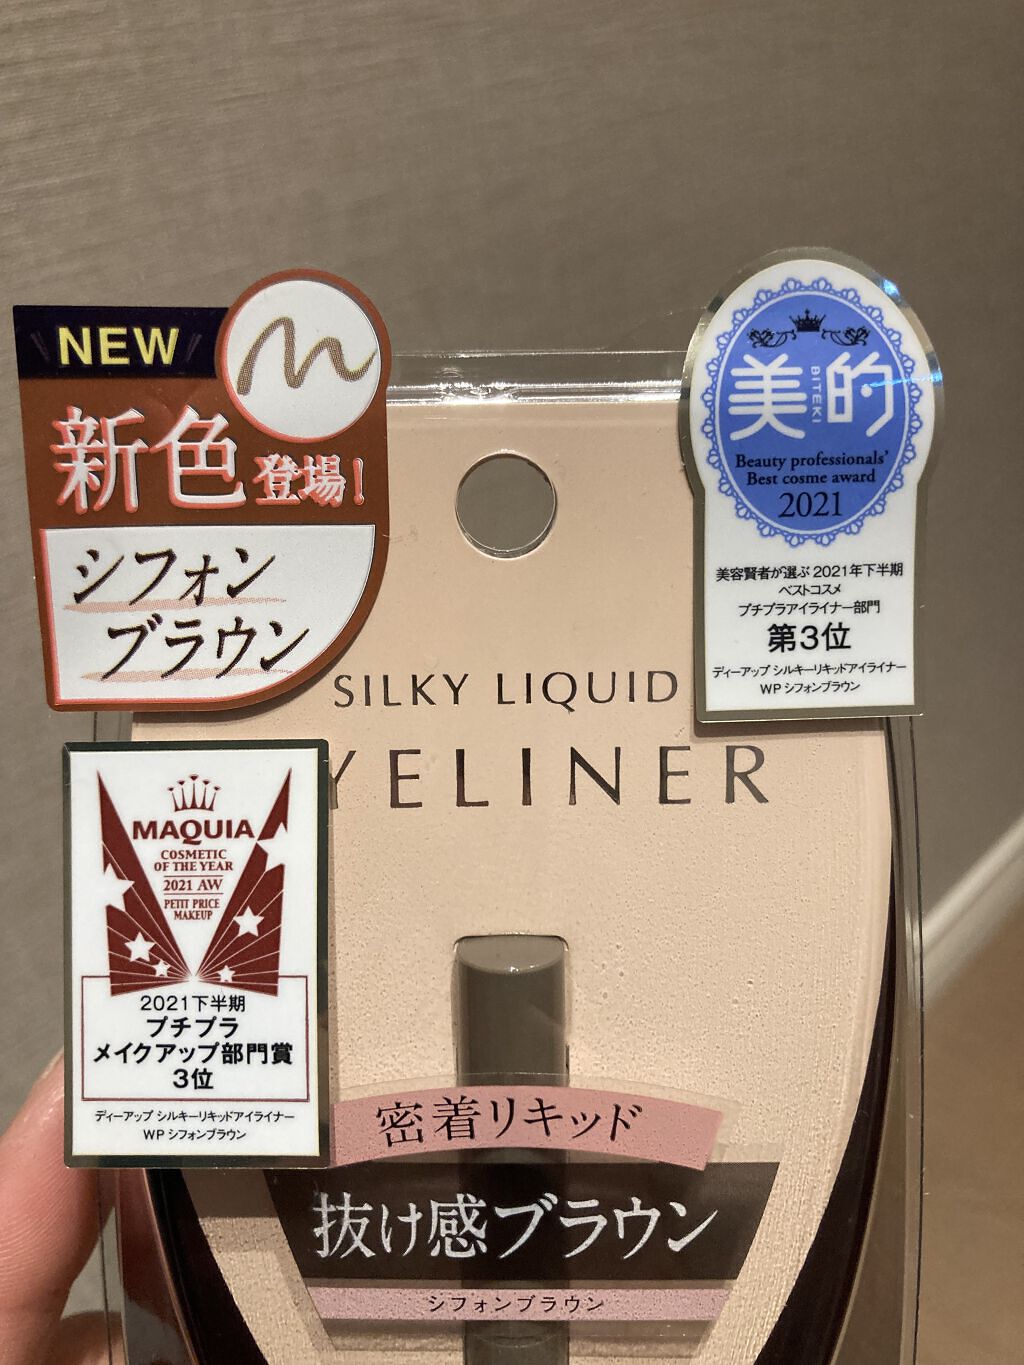 NEW
新色登場!
シフォン
ブラウン
美的
BITEKI
Beauty professionals'
Best cosme award
2021
美容賢者が選ぶ 2021年下半期
ベストコスメ
プチプラアイライナー部門
第3位
ディーアップ シルキーリキッドアイライナー
WP シフォンブラウン
SILKY LIQUID
YELINER
MAQUIA
COSMETIC
OF THE YEAR
2021 AW
PETIT PRICE
MAKEUP
2021下半期
プチプラ
メイクアップ部門賞
3位
ディーアップ シルキーリキッドアイライナー
WP シフォンブラウン
密着リキッド
抜け感ブラウン
シフォンブラウン